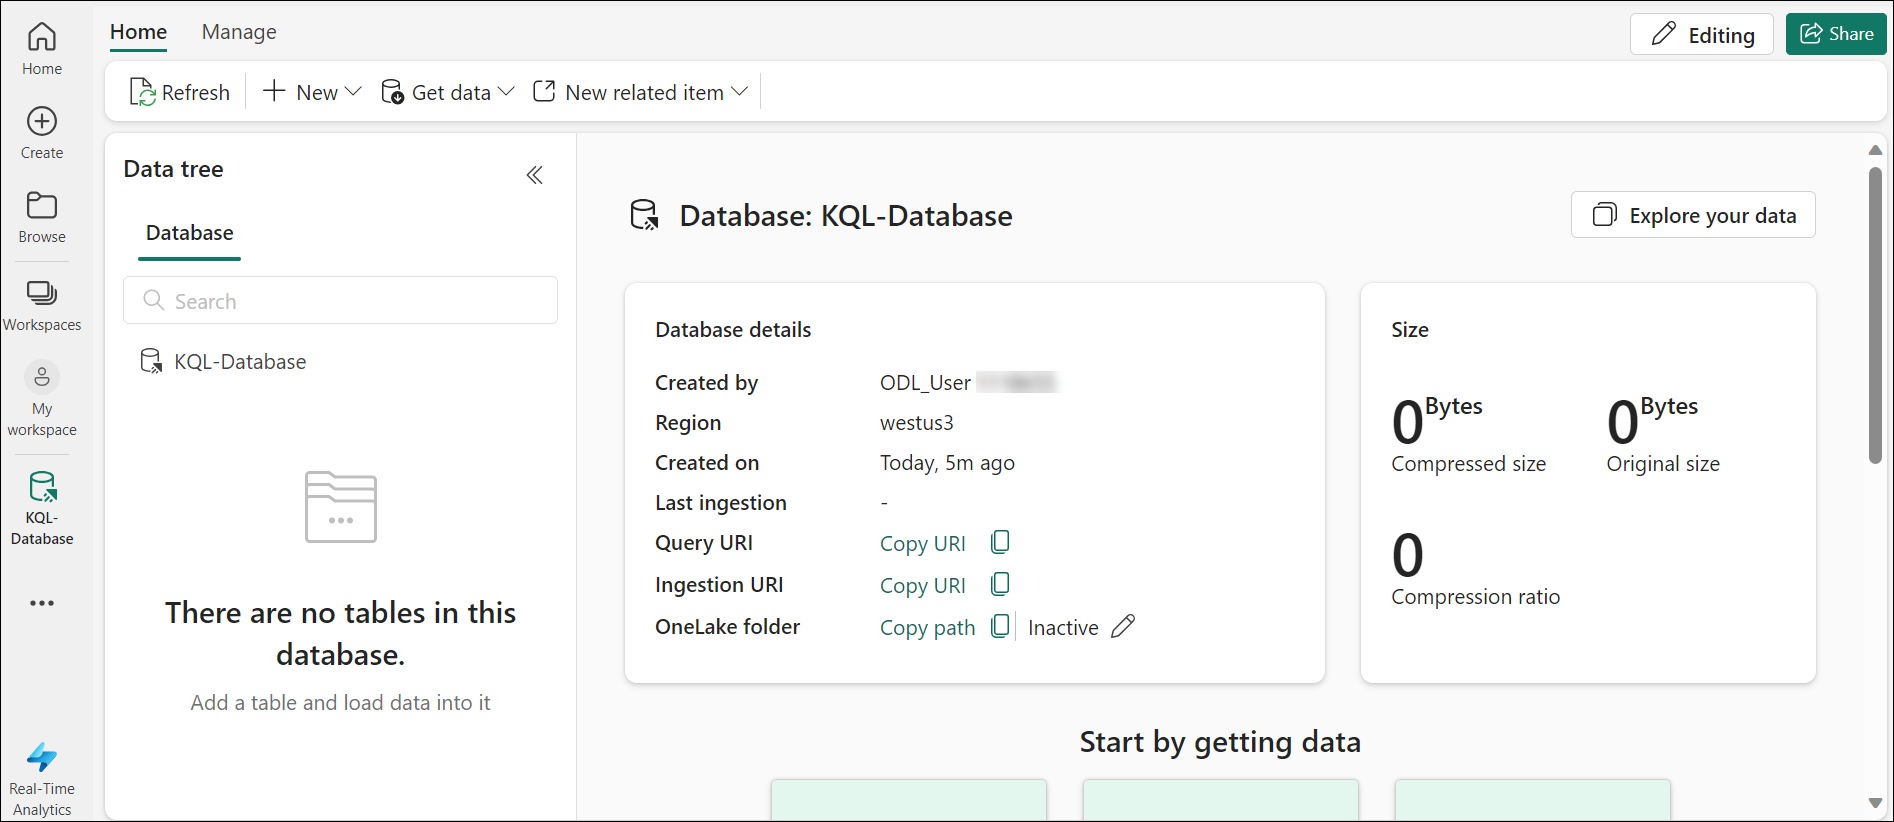 Home
Create
Browse
Workspaces
My
workspace
KQL-
Database
Real-Time
Analytics
Home Manage
Editing Share
Refresh New Get data New related item
Data tree
Database
Search
KQL-Database
There are no tables in this
database.
Add a table and load data into it
Database: KQL-Database
Explore your data
Database details
Created by ODL_User
Region westus3
Created on Today, 5m ago
Last ingestion -
Query URI Copy URI
Ingestion URI Copy URI
OneLake folder Copy path Inactive
Size
0 Bytes 0 Bytes
Compressed size Original size
0
Compression ratio
Start by getting data